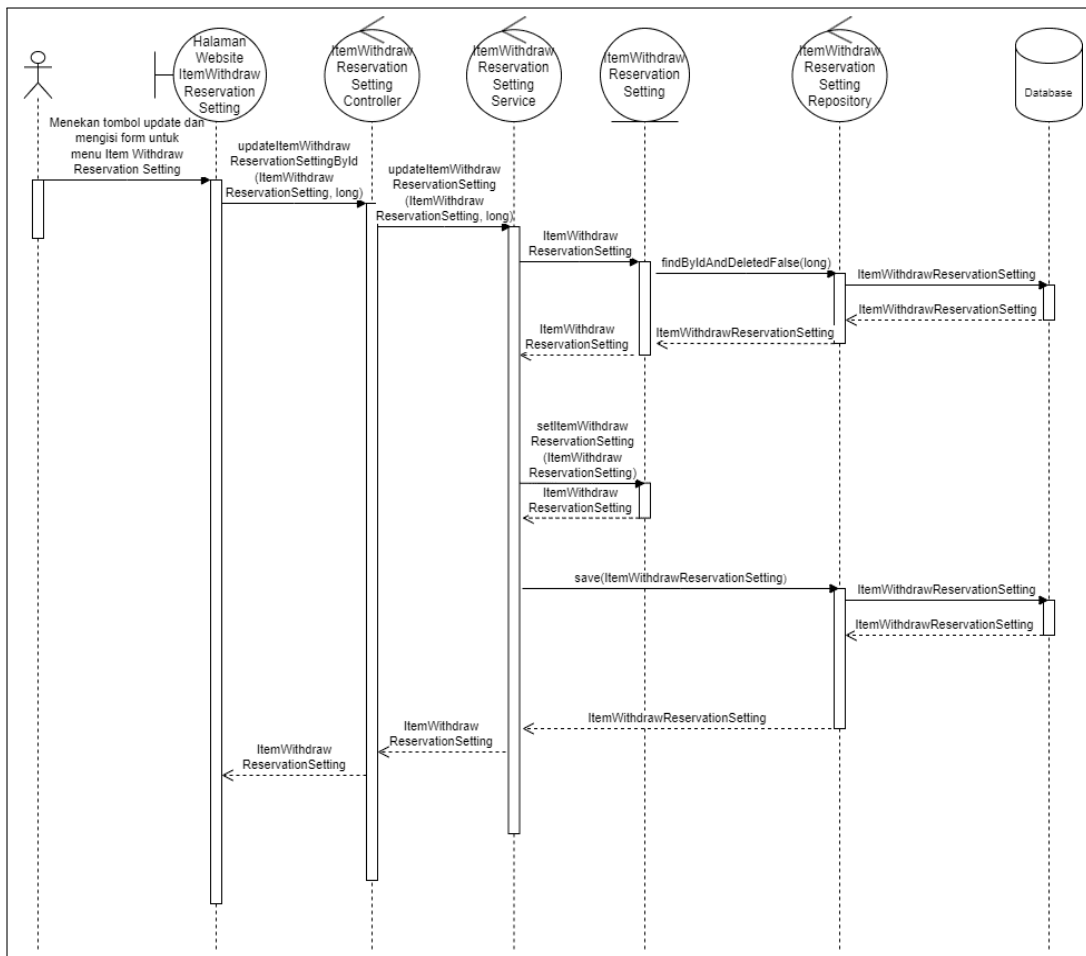 Halaman
Website
ItemWithdraw
Reservation
Setting
ItemWithdraw
Reservation
Setting
Controller
ItemWithdraw
Reservation
Setting
Service
ItemWithdraw
Reservation
Setting
ItemWithdraw
Reservation
Setting
Repository
Database
Menekan tombol update dan
mengisi form untuk
menu Item Withdraw
Reservation Setting
updateItemWithdraw
ReservationSettingById
(ItemWithdraw
ReservationSetting, long)
updateItemWithdraw
ReservationSetting
(ItemWithdraw
ReservationSetting, long)
ItemWithdraw
ReservationSetting
findByIdAndDeletedFalse(long)
ItemWithdrawReservationSetting
ItemWithdrawReservationSetting
ItemWithdrawReservationSetting
ItemWithdraw
ReservationSetting
setItemWithdraw
ReservationSetting
(ItemWithdraw
ReservationSetting)
ItemWithdraw
ReservationSetting
save(ItemWithdrawReservationSetting)
ItemWithdrawReservationSetting
ItemWithdrawReservationSetting
ItemWithdrawReservationSetting
ItemWithdraw
ReservationSetting
ItemWithdraw
ReservationSetting